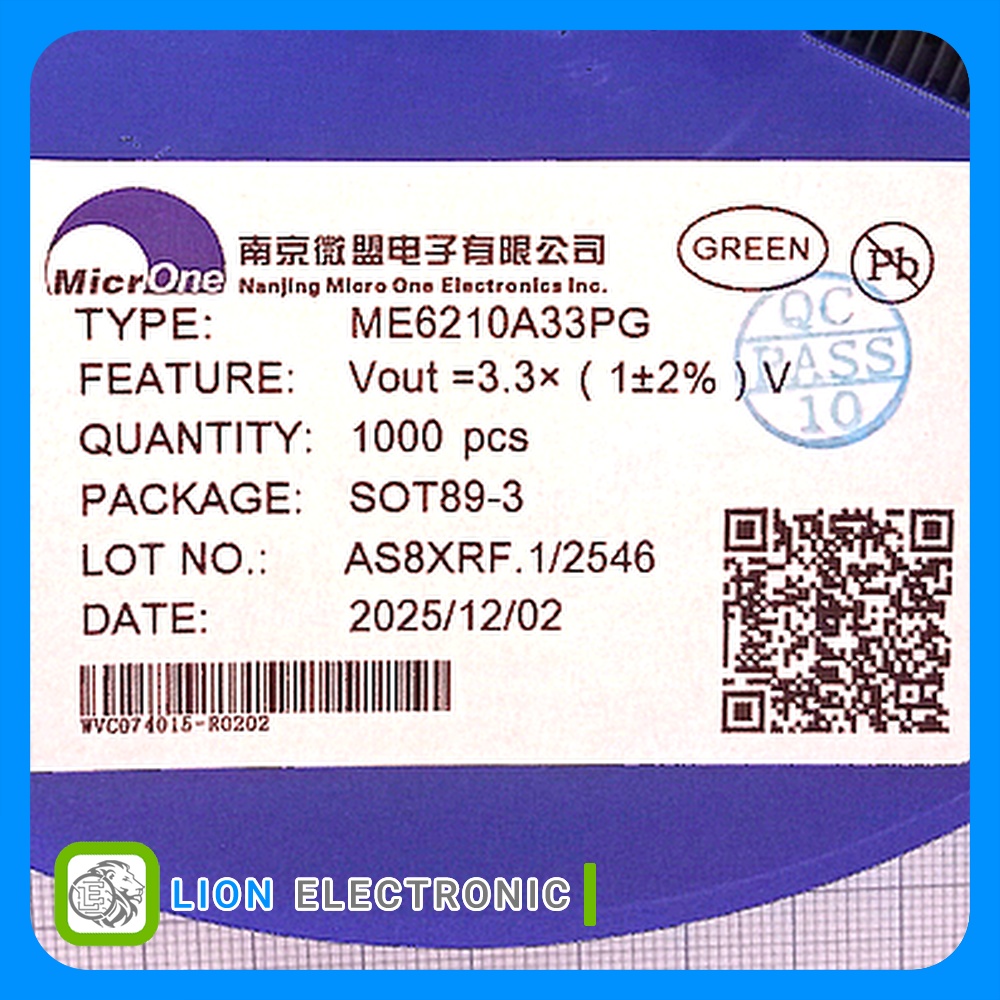 MicrOne
南京微盟电子有限公司
Nanjing Micro One Electronics Inc.
GREEN
Pb
TYPE: ME6210A33PG
FEATURE: Vout =3.3× ( 1±2% ) V
QUANTITY: 1000 pcs
PACKAGE: SOT89-3
LOT NO.: AS8XRF.1/2546
DATE: 2025/12/02
QC
PASS
10
WVC074015-R0202
LE
LION ELECTRONIC